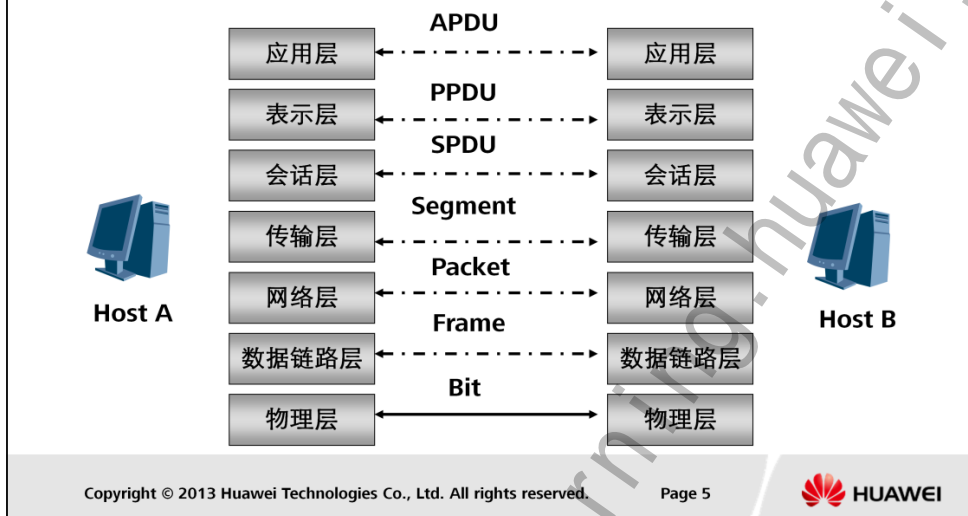 APDU
应用层 应用层
PPDU
表示层 表示层
SPDU
会话层 会话层
Segment
传输层 传输层
Packet
网络层 网络层
Host A Host B
Frame
数据链路层 数据链路层
Bit
物理层 物理层
Copyright © 2013 Huawei Technologies Co., Ltd. All rights reserved. Page 5 HUAWEI
rning.huawei